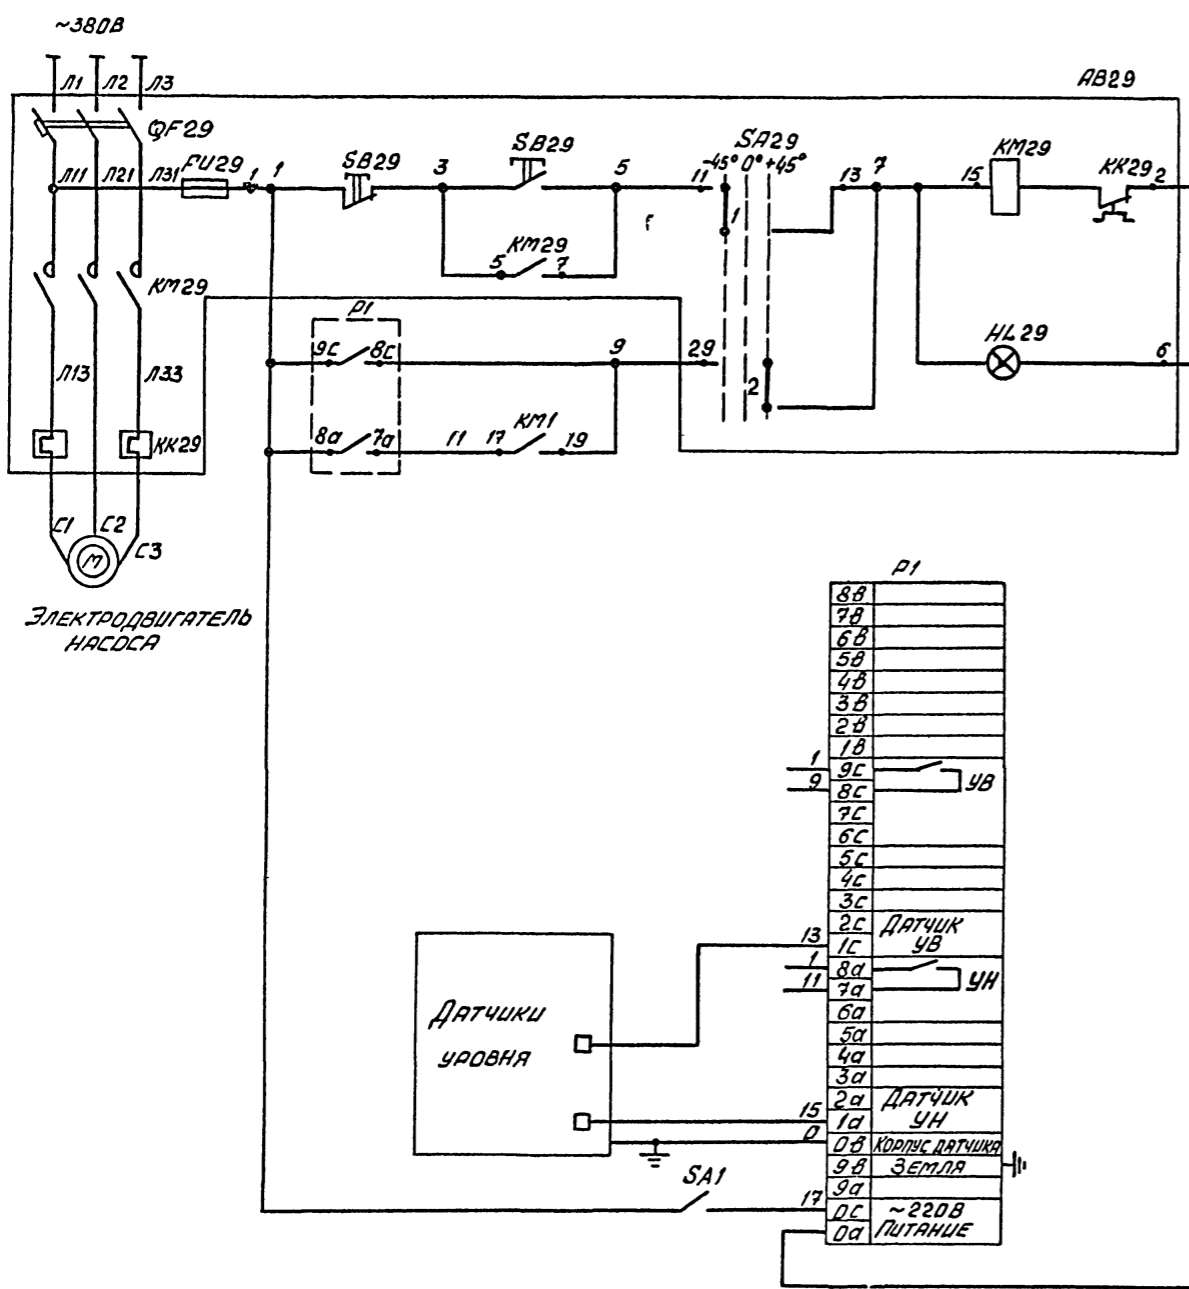 ~380В
Л1 Л2 Л3
АВ29
QF29
Л11 Л21 Л31
FU29
1 1
SB29
3
SB29
5
11
SA29
-45° 0° +45°
1
13 7
15
КМ29
КК29
2
5 КМ29 7
КМ29
Р1
9с 8с
9
29
2
HL29
6
Л13 Л33
КК29
8а 7а
11 17 КМ1 19
С1 С2 С3
М
ЭЛЕКТРОДВИГАТЕЛЬ
НАСОСА
Р1
8в
7в
6в
5в
4в
3в
2в
1в
1 9с
9 8с УВ
7с
6с
5с
4с
3с
2с ДАТЧИК
13 1с УВ
1 8а
11 7а УН
6а
5а
4а
3а
2а ДАТЧИК
15 1а УН
0 0в КОРПУС ДАТЧИКА
9в ЗЕМЛЯ
9а
17 0с ~220В
0а ПИТАНИЕ
ДАТЧИКИ
УРОВНЯ
SA1